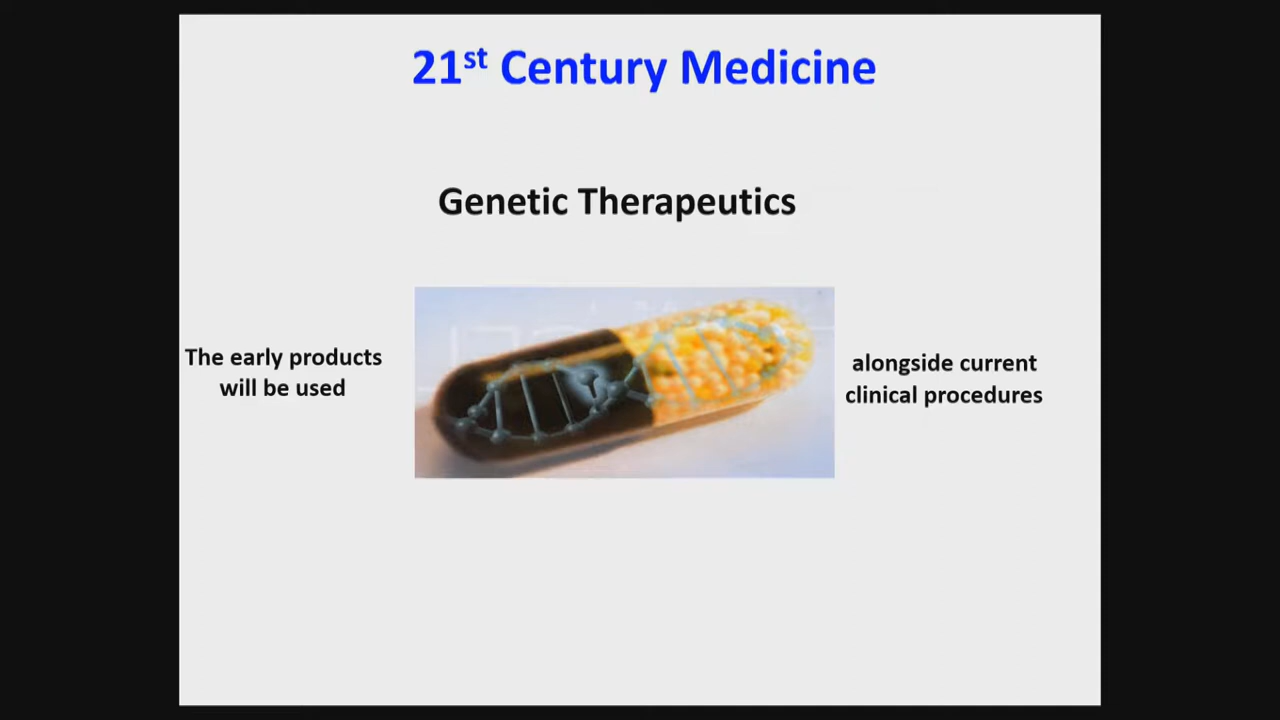 21st Century Medicine
Genetic Therapeutics
The early products
will be used
alongside current
clinical procedures